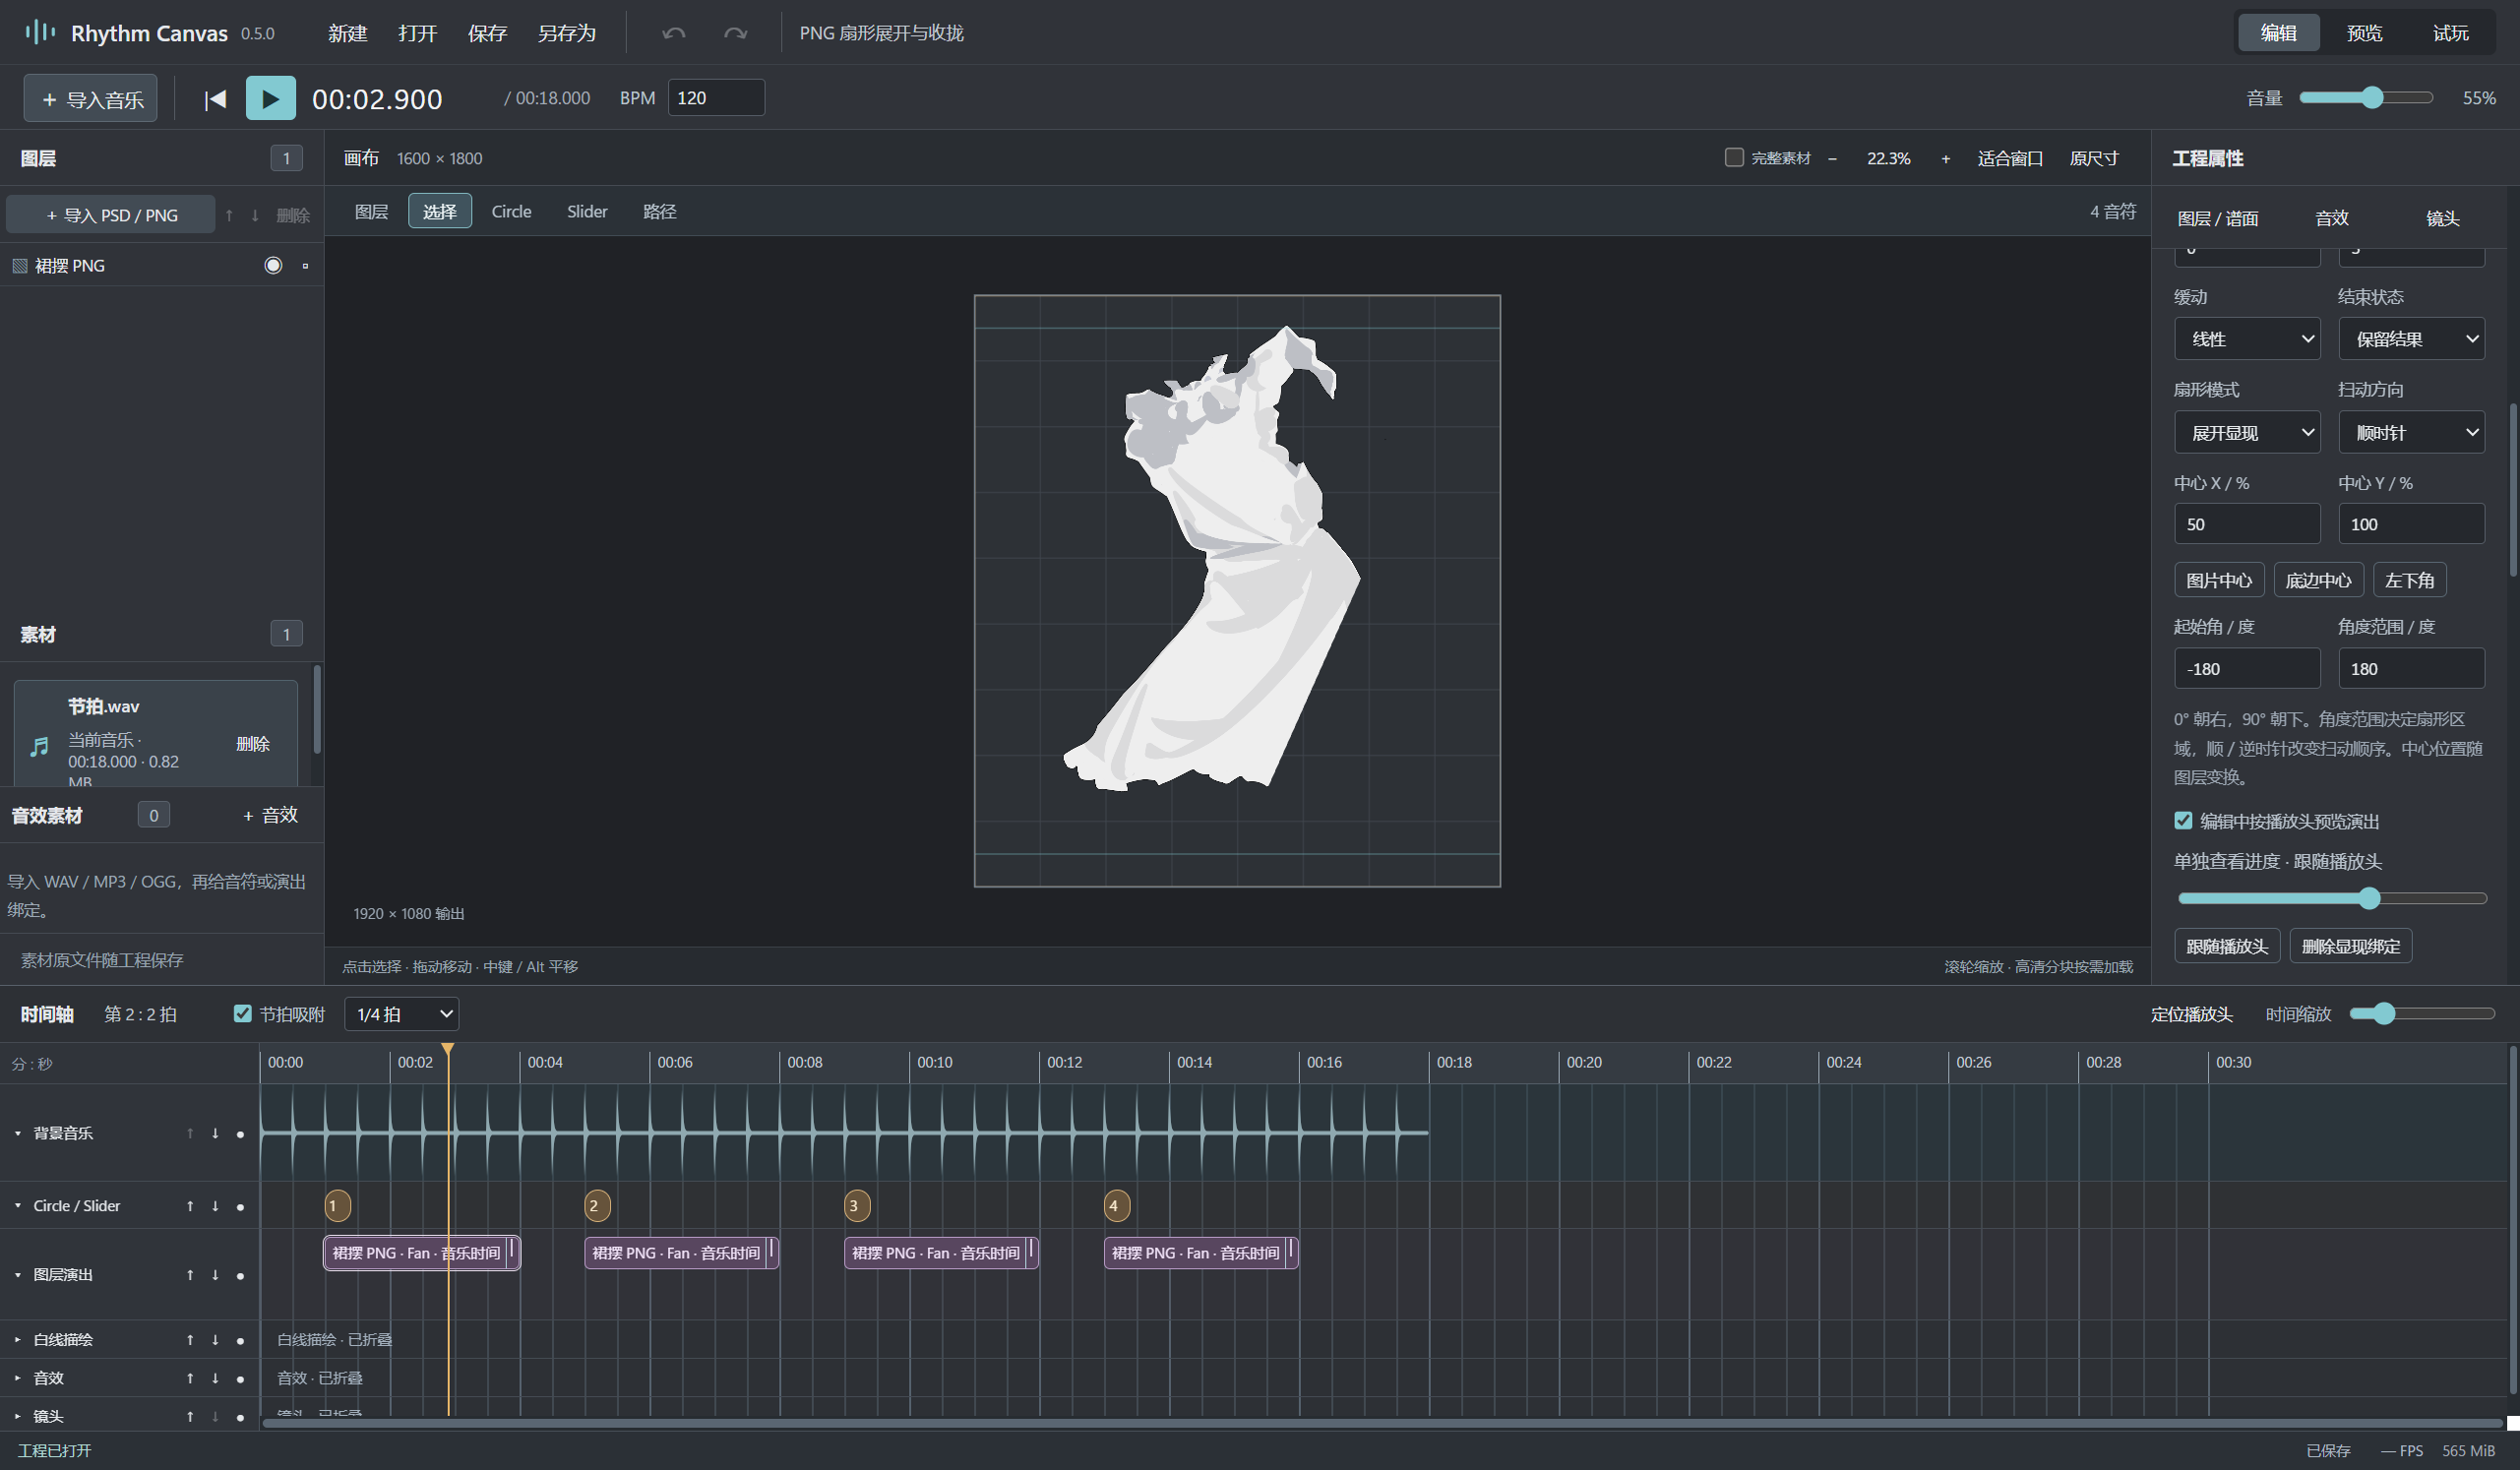 Rhythm Canvas 0.5.0 新建 打开 保存 另存为 PNG 扇形展开与收拢 编辑 预览 试玩
+ 导入音乐 00:02.900 / 00:18.000 BPM 120 音量 55%
图层 1
+ 导入 PSD / PNG ↑ ↓ 删除
裙摆 PNG
素材 1
节拍.wav
当前音乐 ·
00:18.000 · 0.82
MB
删除
音效素材 0 + 音效
导入 WAV / MP3 / OGG，再给音符或演出
绑定。
素材原文件随工程保存
画布 1600 × 1800 完整素材 − 22.3% + 适合窗口 原尺寸
图层 选择 Circle Slider 路径 4 音符
1920 × 1080 输出
点击选择 · 拖动移动 · 中键 / Alt 平移 滚轮缩放 · 高清分块按需加载
工程属性
图层 / 谱面 音效 镜头
缓动 结束状态
线性 保留结果
扇形模式 扫动方向
展开显现 顺时针
中心 X / % 中心 Y / %
50 100
图片中心 底边中心 左下角
起始角 / 度 角度范围 / 度
-180 180
0° 朝右，90° 朝下。角度范围决定扇形区
域，顺 / 逆时针改变扫动顺序。中心位置随
图层变换。
编辑中按播放头预览演出
单独查看进度 · 跟随播放头
跟随播放头 删除显现绑定
时间轴 第 2 : 2 拍 节拍吸附 1/4 拍 定位播放头 时间缩放
分 : 秒 00:00 00:02 00:04 00:06 00:08 00:10 00:12 00:14 00:16 00:18 00:20 00:22 00:24 00:26 00:28 00:30
背景音乐 ↑ ↓
Circle / Slider ↑ ↓ 1 2 3 4
裙摆 PNG · Fan · 音乐时间 裙摆 PNG · Fan · 音乐时间 裙摆 PNG · Fan · 音乐时间 裙摆 PNG · Fan · 音乐时间
图层演出 ↑ ↓
白线描绘 ↑ ↓ 白线描绘 · 已折叠
音效 ↑ ↓ 音效 · 已折叠
镜头 ↑ ↓ 镜头 · 已折叠
工程已打开 已保存 — FPS 565 MiB